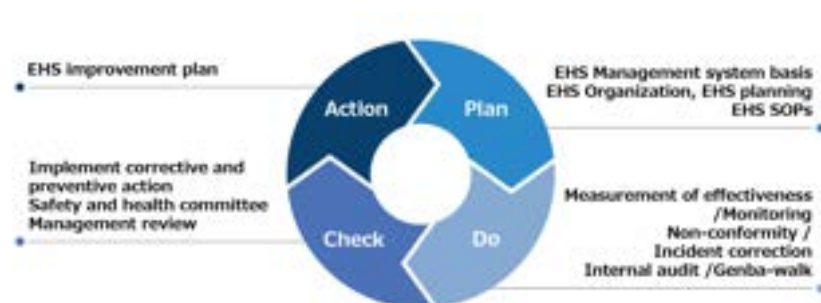 EHS improvement plan
Action
Plan
EHS Management system basis
EHS Organization, EHS planning
EHS SOPs
Implement corrective and
preventive action
Safety and health committee
Management review
Check
Do
Measurement of effectiveness
/Monitoring
Non-conformity /
Incident correction
Internal audit /Genba-walk